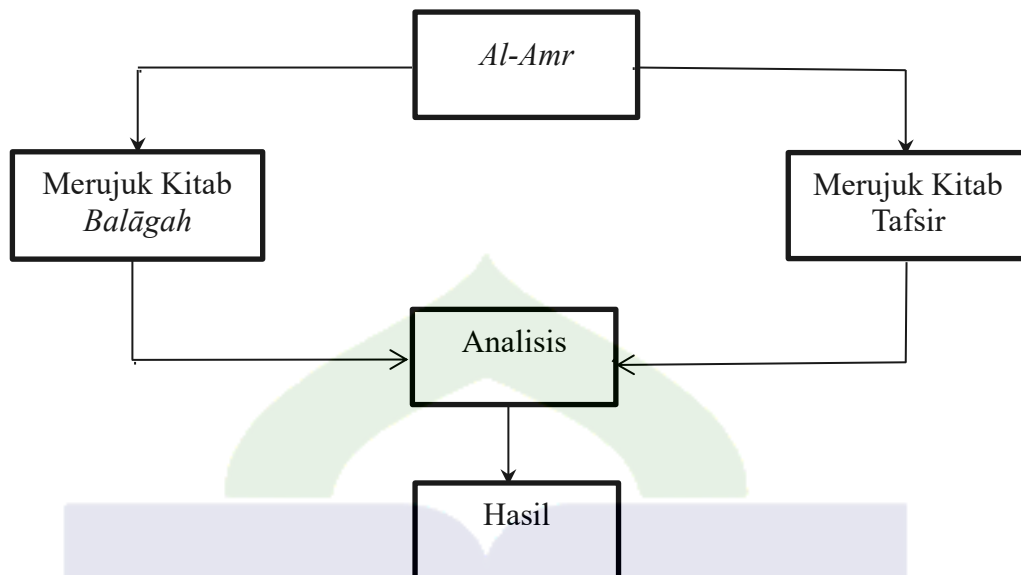 Al-Amr
Merujuk Kitab
Balāgah
Merujuk Kitab
Tafsir
Analisis
Hasil